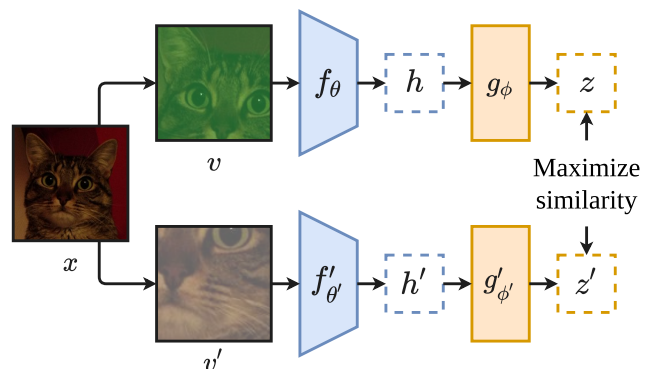 f_θ
h
g_ϕ
z
v
Maximize
similarity
x
f'_θ'
h'
g'_ϕ'
z'
v'